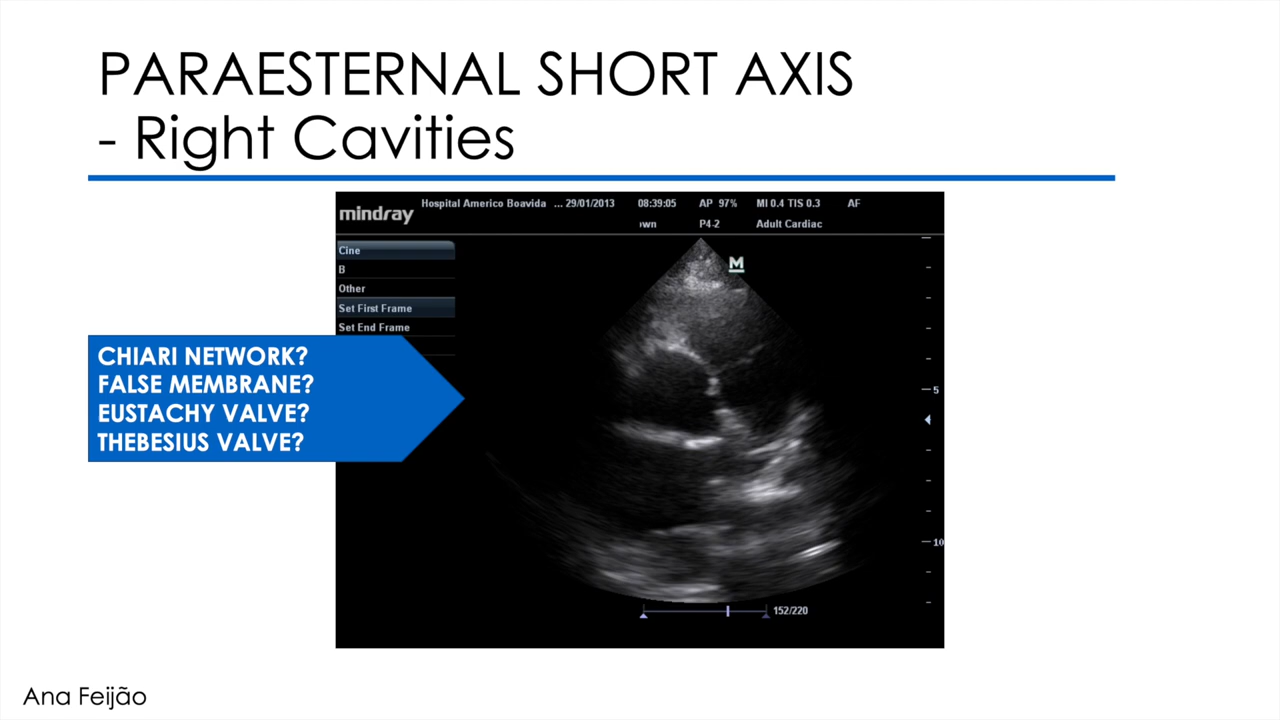 PARAESTERNAL SHORT AXIS
- Right Cavities
mindray
Hospital Americo Boavida ... 29/01/2013 08:39:05 AP 97% MI 0.4 TIS 0.3 AF
P4-2 Adult Cardiac
Cine
B
Other
Set First Frame
Set End Frame
M
CHIARI NETWORK?
FALSE MEMBRANE?
EUSTACHY VALVE?
THEBESIUS VALVE?
5
10
152/220
Ana Feijão